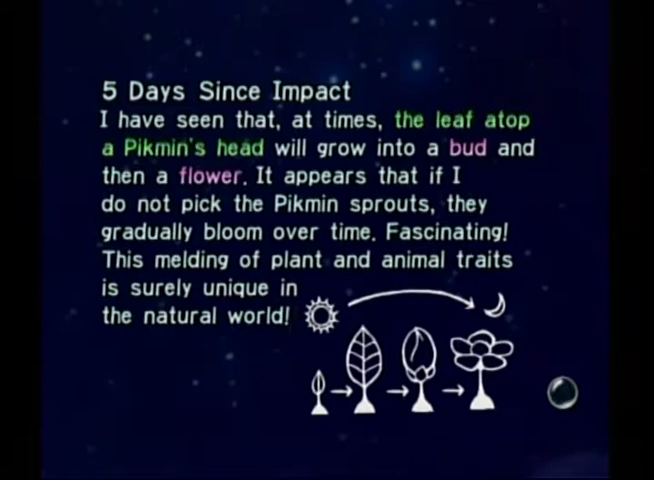 5 Days Since Impact
I have seen that, at times, the leaf atop
a Pikmin's head will grow into a bud and
then a flower. It appears that if I
do not pick the Pikmin sprouts, they
gradually bloom over time. Fascinating!
This melding of plant and animal traits
is surely unique in
the natural world!